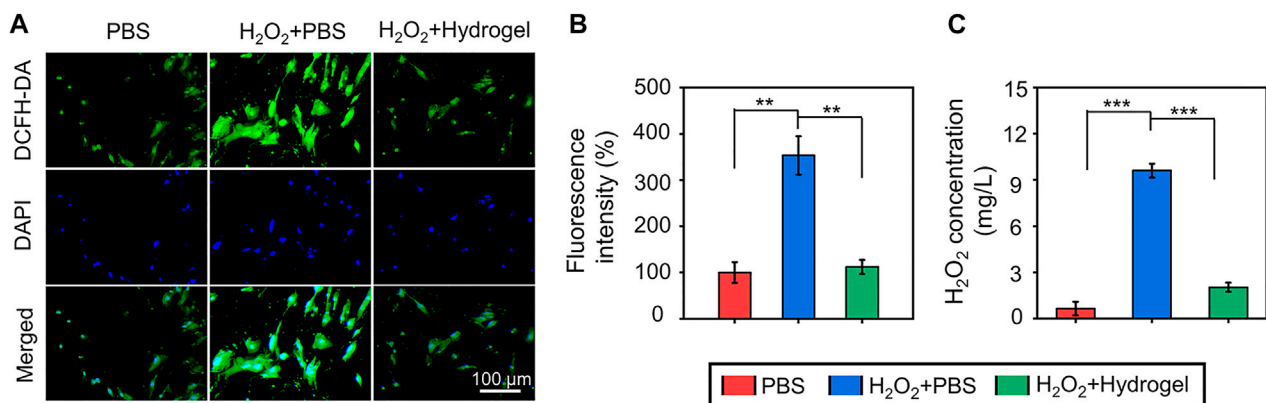 A
PBS
H₂O₂+PBS
H₂O₂+Hydrogel
DCFH-DA
DAPI
Merged
100 μm
B
Fluorescence
intensity (%)
500
400
300
200
100
0
**
**
C
H₂O₂ concentration
(mg/L)
15
12
9
6
3
0
***
***
PBS
H₂O₂+PBS
H₂O₂+Hydrogel